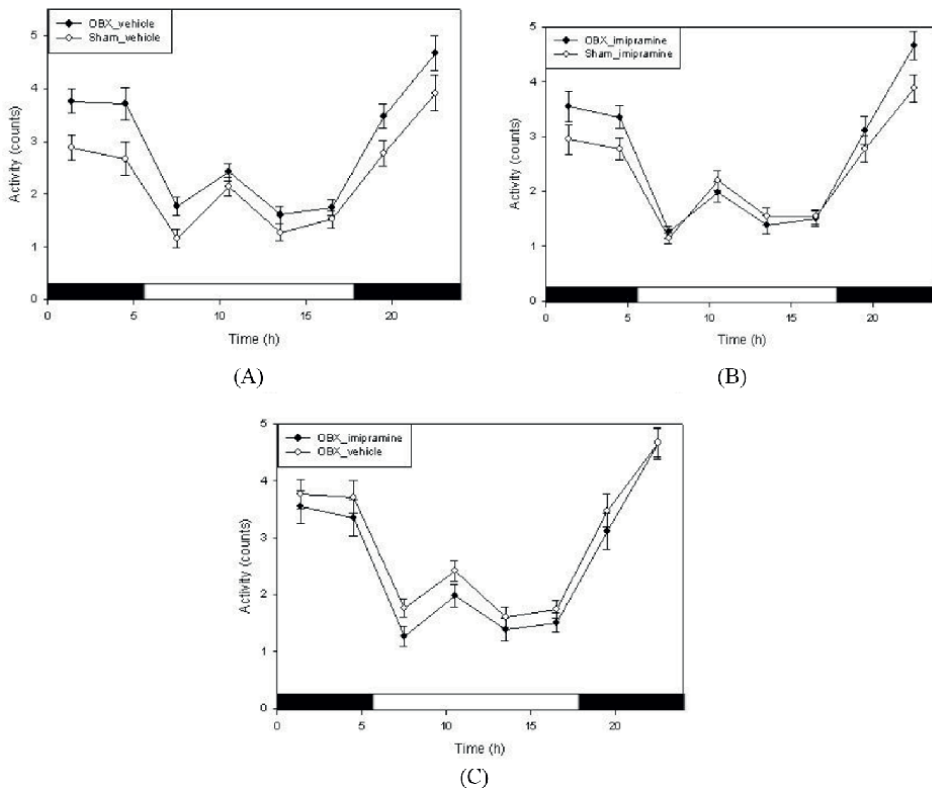 OBX_vehicle
Sham_vehicle
Activity (counts)
5
4
3
2
1
0
0 5 10 15 20
Time (h)
(A)
OBX_imipramine
Sham_imipramine
Activity (counts)
5
4
3
2
1
0
0 5 10 15 20
Time (h)
(B)
OBX_imipramine
OBX_vehicle
Activity (counts)
5
4
3
2
1
0
0 5 10 15 20
Time (h)
(C)